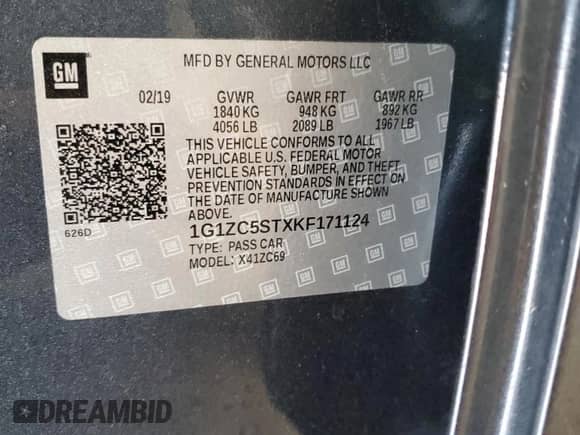 GM
MFD BY GENERAL MOTORS LLC
02/19 GVWR GAWR FRT GAWR RR
1840 KG 948 KG 892 KG
4056 LB 2089 LB 1967 LB
THIS VEHICLE CONFORMS TO ALL
APPLICABLE U.S. FEDERAL MOTOR
VEHICLE SAFETY, BUMPER, AND THEFT
PREVENTION STANDARDS IN EFFECT ON
THE DATE OF MANUFACTURE SHOWN
ABOVE.
626D
1G1ZC5STXKF171124
TYPE: PASS CAR
MODEL: X41ZC69
DREAMBID